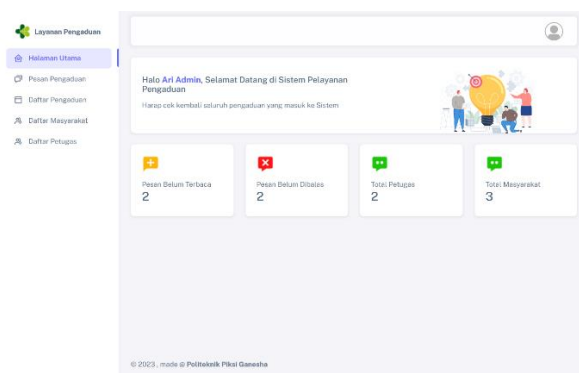 Layanan Pengaduan
Halaman Utama
Pesan Pengaduan
Daftar Pengaduan
Daftar Masyarakat
Daftar Petugas
Halo Ari Admin, Selamat Datang di Sistem Pelayanan
Pengaduan
Harap cek kembali seluruh pengaduan yang masuk ke Sistem
Pesan Belum Terbaca
2
Pesan Belum Dibalas
2
Total Petugas
2
Total Masyarakat
3
© 2023 , made @ Politeknik Piksi Ganesha